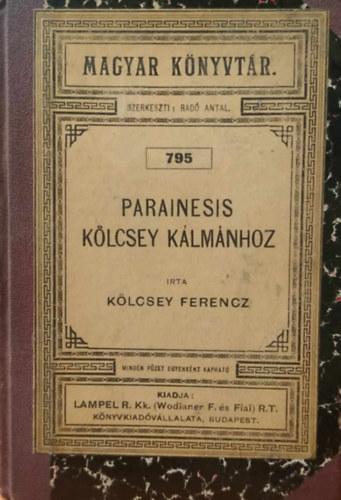 MAGYAR KÖNYVTÁR.
SZERKESZTI: RADÓ ANTAL.
795
PARAINESIS
KÖLCSEY KÁLMÁNHOZ
IRTA
KÖLCSEY FERENCZ
MINDEN FÜZET EGYENKÉNT KAPHATÓ
KIADJA:
LAMPEL R. Kk. (Wodianer F. és Fiai) R.T.
KÖNYVKIADÓVÁLLALATA, BUDAPEST.